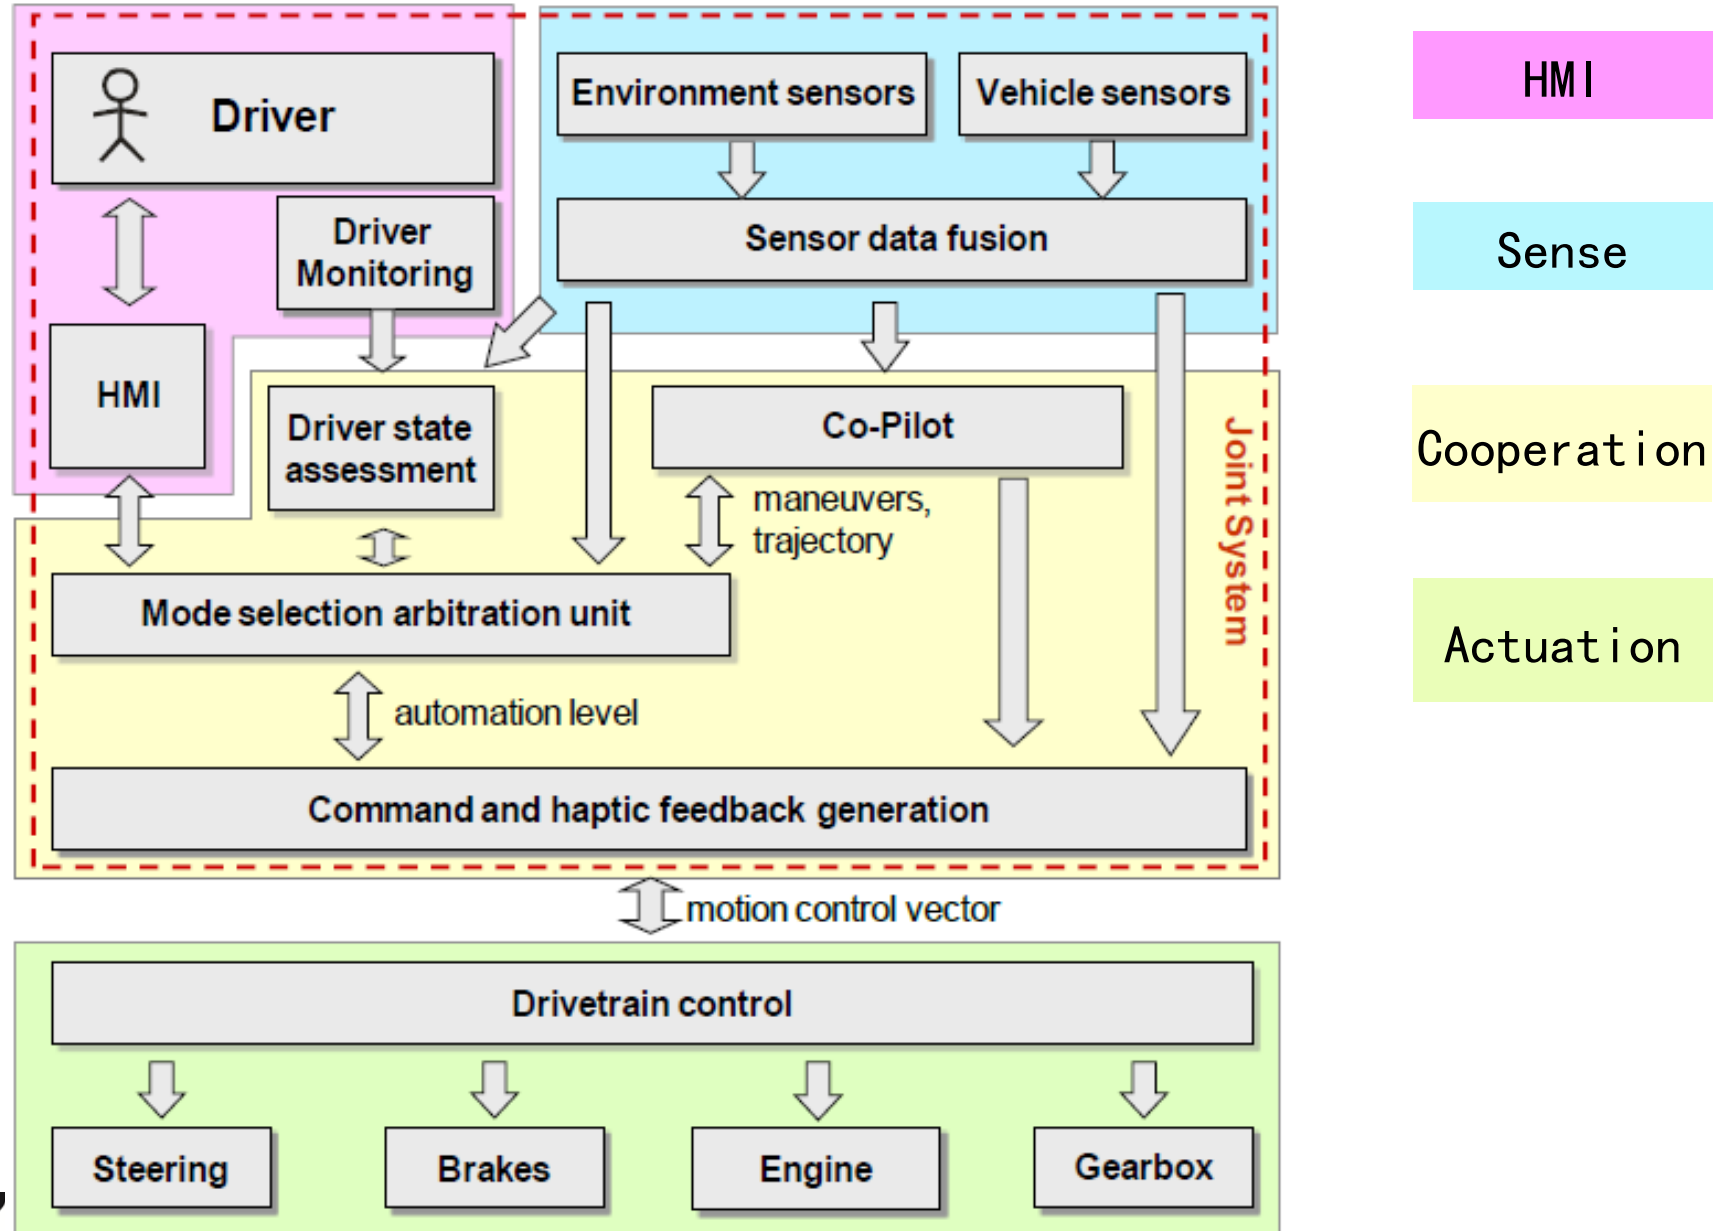 Driver
Environment sensors
Vehicle sensors
HMI
Driver
Monitoring
Sensor data fusion
Sense
HMI
Driver state
assessment
Co-Pilot
Joint System
Cooperation
maneuvers,
trajectory
Mode selection arbitration unit
Actuation
automation level
Command and haptic feedback generation
motion control vector
Drivetrain control
Steering
Brakes
Engine
Gearbox